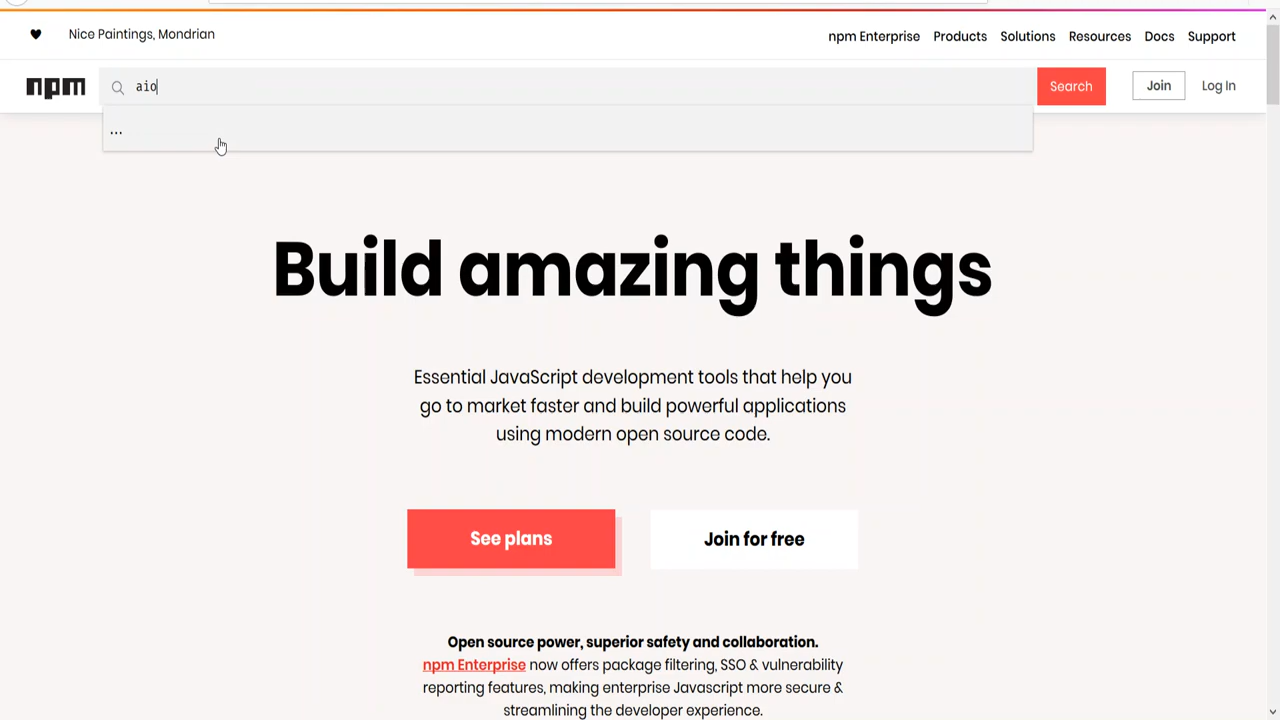 Nice Paintings, Mondrian
npm Enterprise Products Solutions Resources Docs Support
npm aio Search Join Log In
...
Build amazing things
Essential JavaScript development tools that help you
go to market faster and build powerful applications
using modern open source code.
See plans Join for free
Open source power, superior safety and collaboration.
npm Enterprise now offers package filtering, SSO & vulnerability
reporting features, making enterprise Javascript more secure &
streamlining the developer experience.